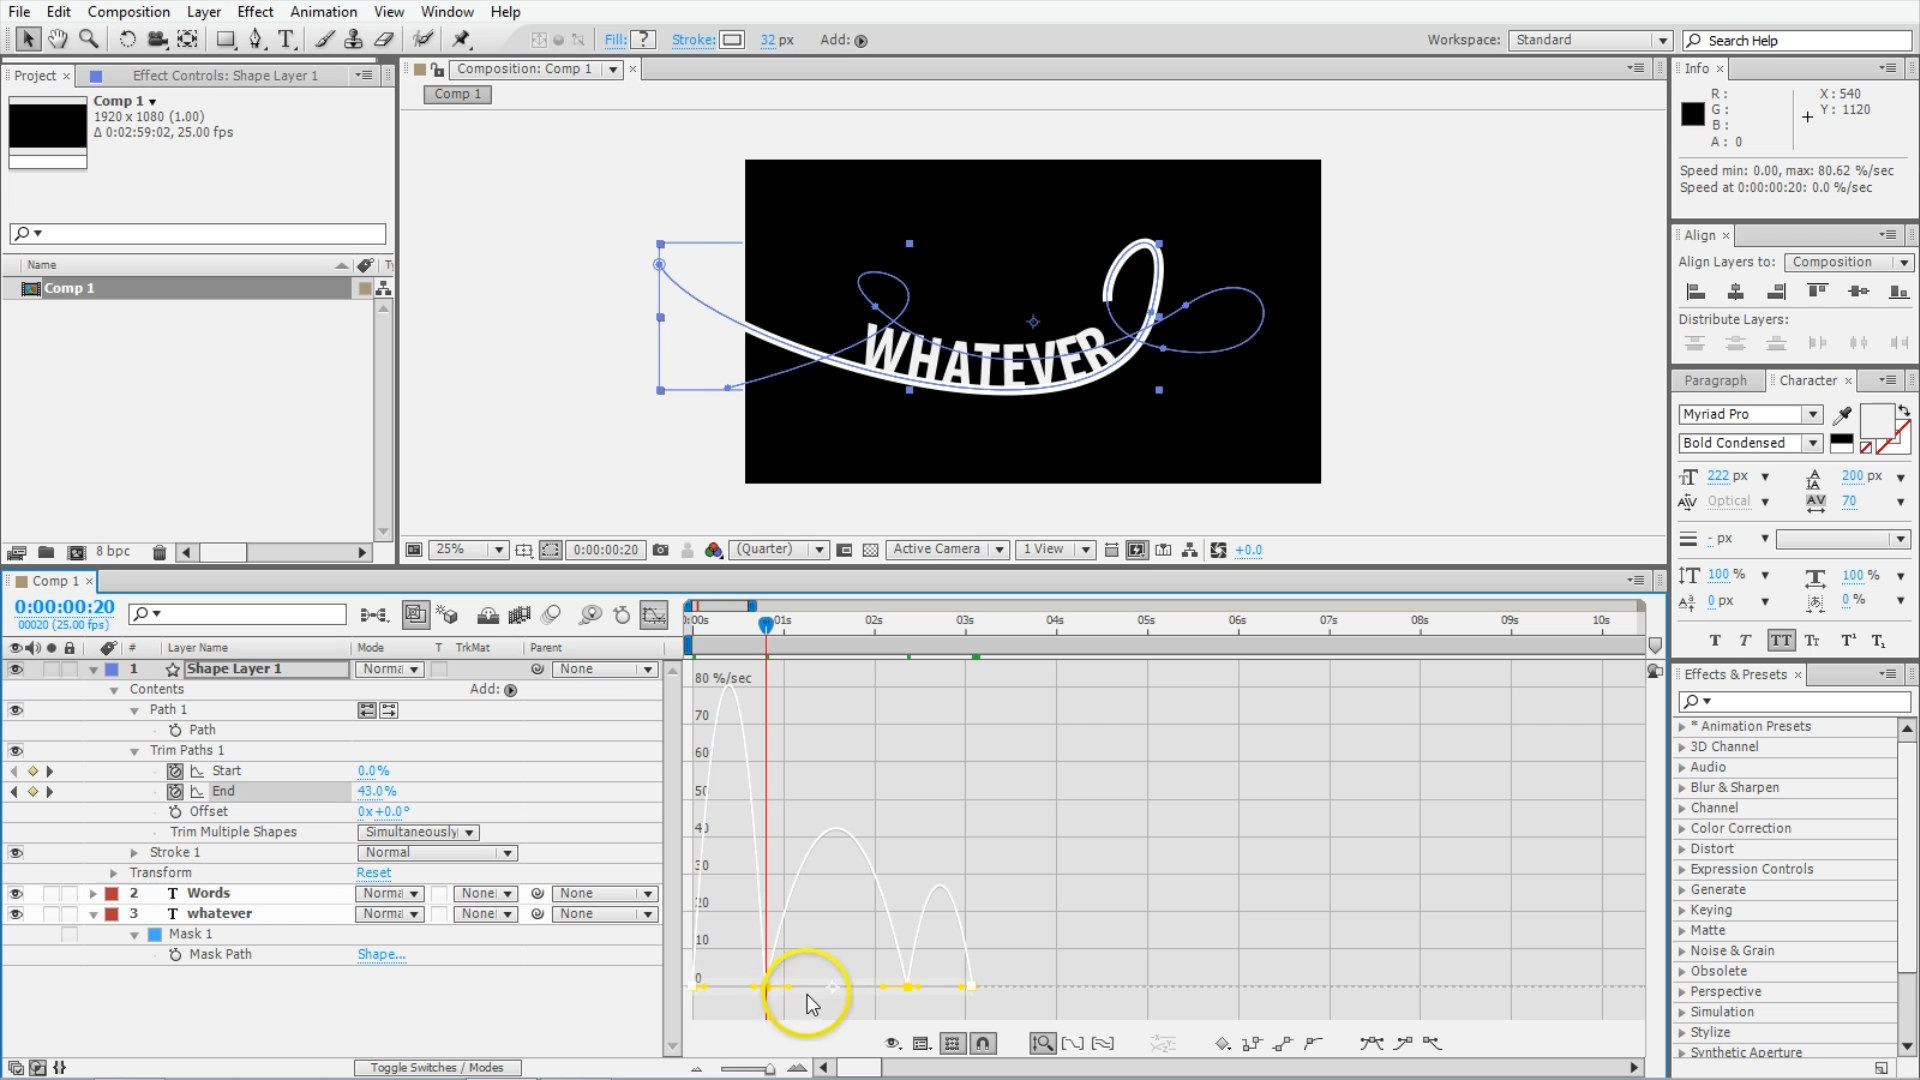 File Edit Composition Layer Effect Animation View Window Help
Fill: ? Stroke: 32 px Add: Workspace: Standard Search Help
Project × Effect Controls: Shape Layer 1
Comp 1
1920 x 1080 (1.00)
Δ 0:02:59:02, 25.00 fps
Name
Comp 1
8 bpc
Composition: Comp 1 ×
Comp 1
WHATEVER
25% 0:00:00:20 (Quarter) Active Camera 1 View +0.0
Info ×
R: X: 540
G: Y: 1120
B:
A: 0
Speed min: 0.00, max: 80.62 %/sec
Speed at 0:00:00:20: 0.0 %/sec
Align ×
Align Layers to: Composition
Distribute Layers:
Paragraph Character ×
Myriad Pro
Bold Condensed
222 px 200 px
Optical 70
- px
100 % 100 %
0 px 0 %
T T TT Tr T¹ T₁
Effects & Presets ×
* Animation Presets
3D Channel
Audio
Blur & Sharpen
Channel
Color Correction
Distort
Expression Controls
Generate
Keying
Matte
Noise & Grain
Obsolete
Perspective
Simulation
Stylize
Synthetic Aperture
Comp 1 ×
0:00:00:20
00020 (25.00 fps)
# Layer Name Mode T TrkMat Parent
1 Shape Layer 1 Norma None
Contents Add:
Path 1
Path
Trim Paths 1
Start 0.0%
End 43.0%
Offset 0x+0.0°
Trim Multiple Shapes Simultaneously
Stroke 1 Normal
Transform Reset
2 T Words Norma None None
3 T whatever Norma None None
Mask 1
Mask Path Shape...
Toggle Switches / Modes
0:00s 01s 02s 03s 04s 05s 06s 07s 08s 09s 10s
80 %/sec
70
60
50
40
30
20
10
0